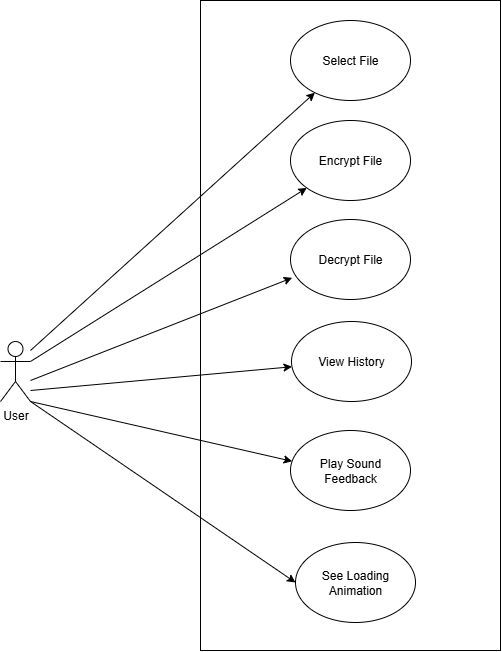 Select File
Encrypt File
Decrypt File
View History
User
Play Sound
Feedback
See Loading
Animation